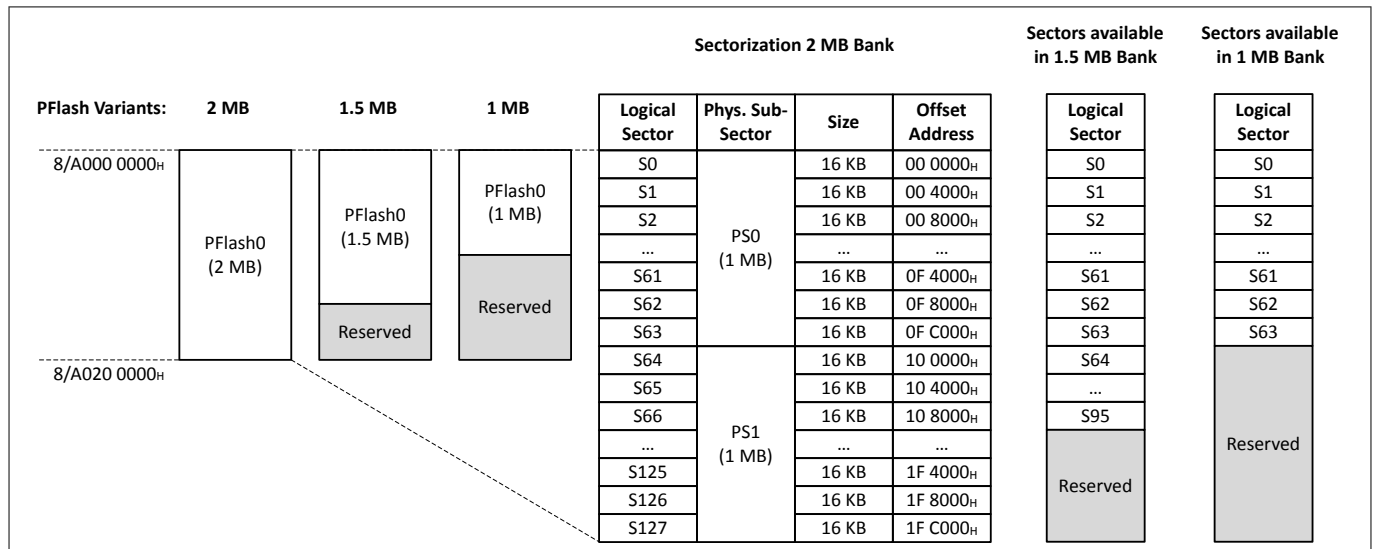 Sectorization 2 MB Bank
Sectors available
in 1.5 MB Bank
Sectors available
in 1 MB Bank
PFlash Variants: 2 MB 1.5 MB 1 MB
Logical Sector Phys. Sub-Sector Size Offset Address Logical Sector Logical Sector
8/A000 0000H
PFlash0
(2 MB)
PFlash0
(1.5 MB)
Reserved
PFlash0
(1 MB)
Reserved
8/A020 0000H
S0 16 KB 00 0000H S0 S0
S1 16 KB 00 4000H S1 S1
S2 16 KB 00 8000H S2 S2
PS0
(1 MB)
... ... ... ... ...
S61 16 KB 0F 4000H S61 S61
S62 16 KB 0F 8000H S62 S62
S63 16 KB 0F C000H S63 S63
S64 16 KB 10 0000H S64
S65 16 KB 10 4000H ...
S66 16 KB 10 8000H S95
PS1
(1 MB)
... ... ...
S125 16 KB 1F 4000H
S126 16 KB 1F 8000H
S127 16 KB 1F C000H
Reserved
Reserved